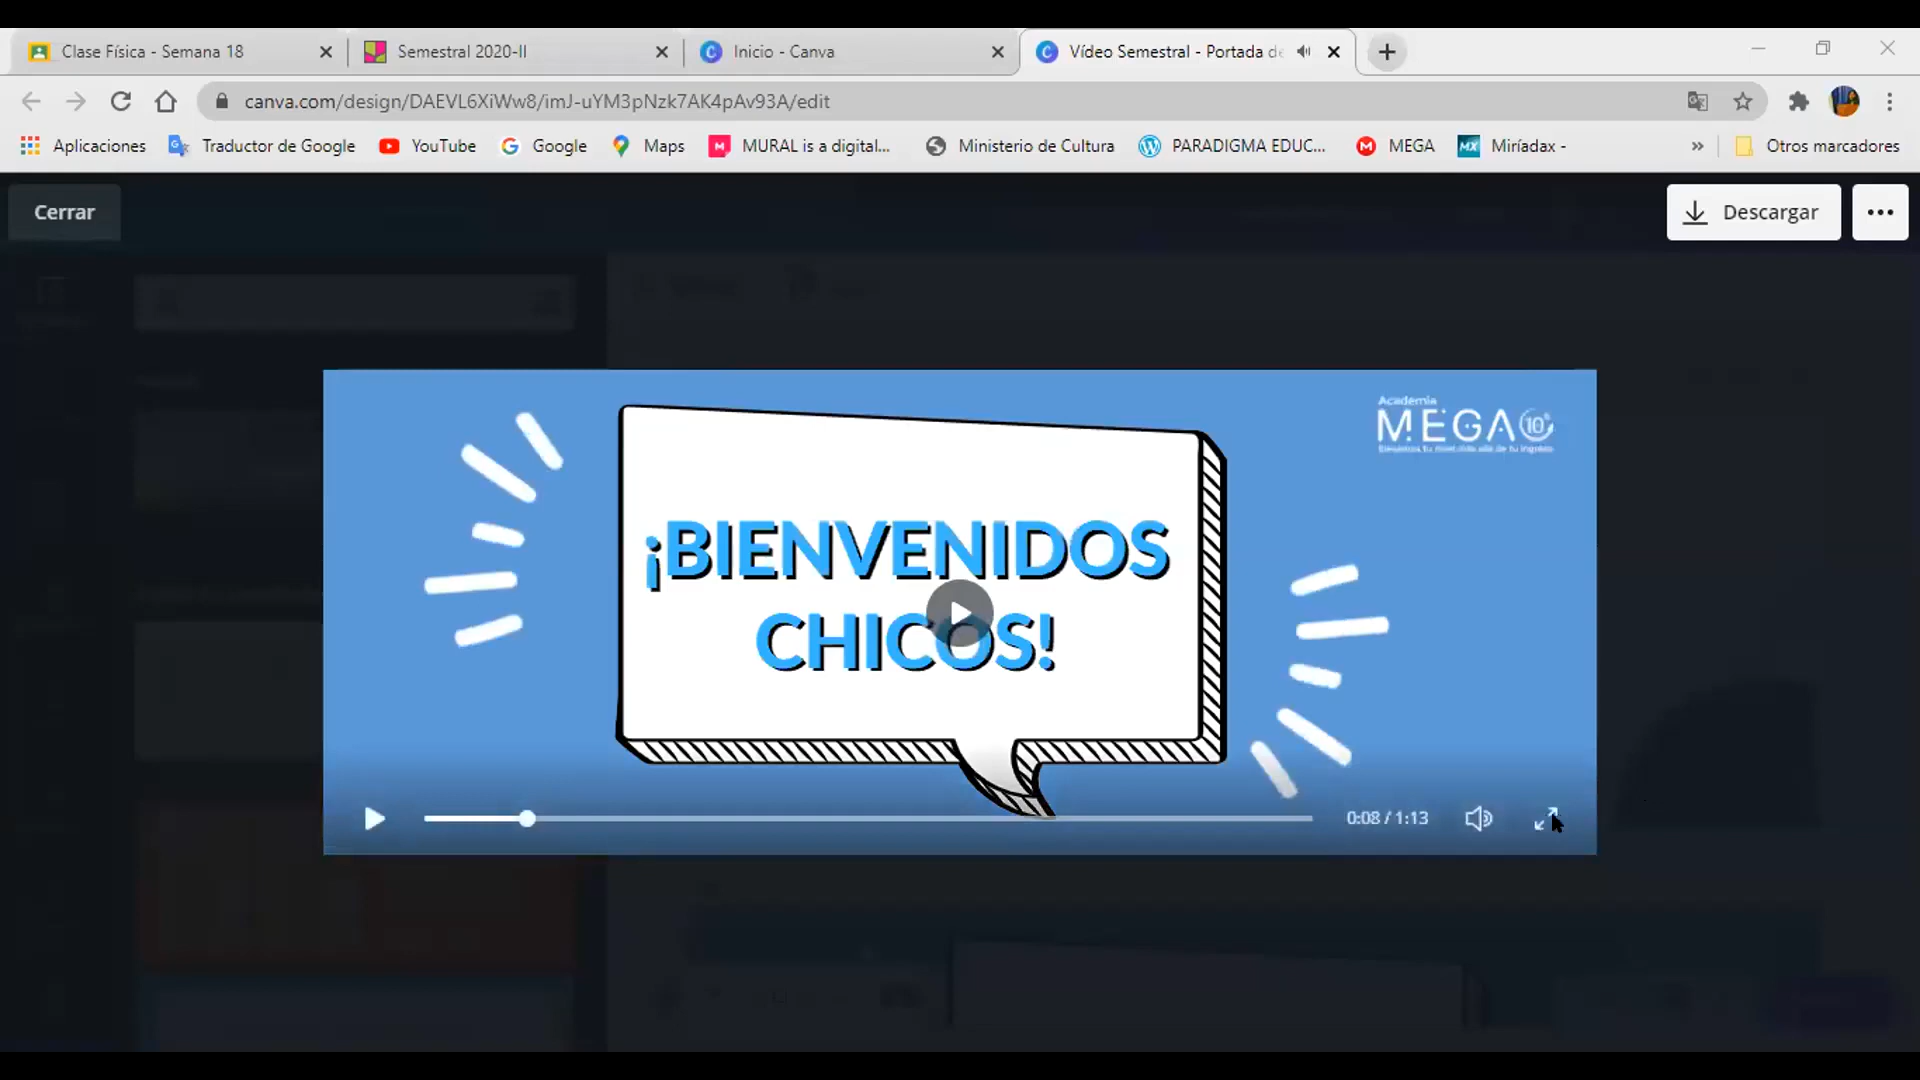 Clase Física - Semana 18
Semestral 2020-II
Inicio - Canva
Vídeo Semestral - Portada de
canva.com/design/DAEVL6XiWw8/imJ-uYM3pNzk7AK4pAv93A/edit
Aplicaciones
Traductor de Google
YouTube
Google
Maps
MURAL is a digital...
Ministerio de Cultura
PARADIGMA EDUC...
MEGA
Miríadax -
Otros marcadores
Cerrar
Descargar
Academia
MEGA 10
¡BIENVENIDOS
CHICOS!
0:08 / 1:13